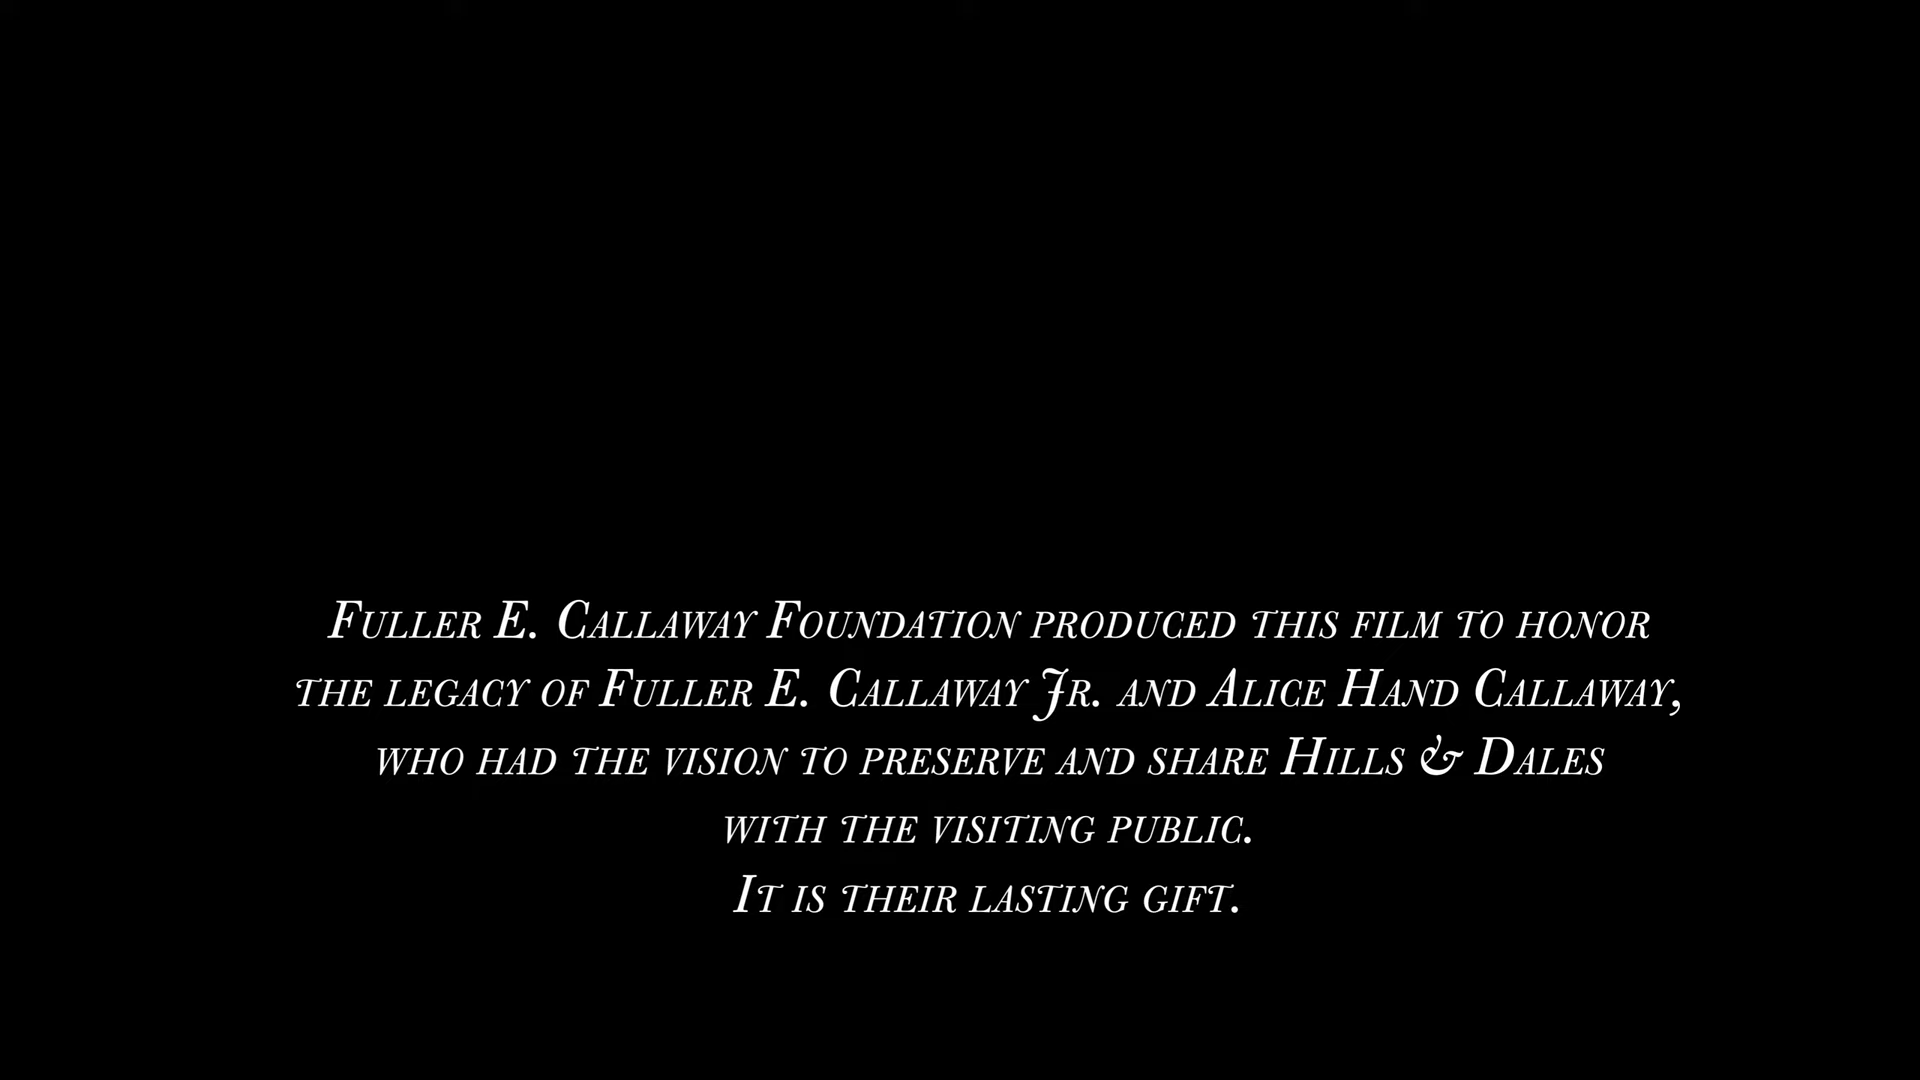 Fuller E. Callaway Foundation produced this film to honor
the legacy of Fuller E. Callaway Jr. and Alice Hand Callaway,
who had the vision to preserve and share Hills & Dales
with the visiting public.
It is their lasting gift.